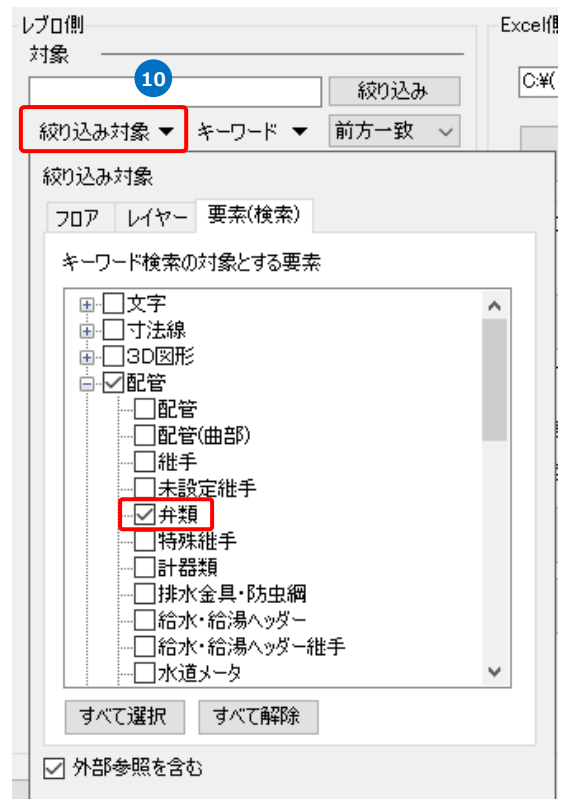 レブロ側
Excel側
対象
10
絞り込み
C:¥(
絞り込み対象 ▼ キーワード ▼ 前方一致
絞り込み対象
フロア レイヤー 要素(検索)
キーワード検索の対象とする要素
文字
寸法線
3D図形
配管
配管
配管(曲部)
継手
未設定継手
弁類
特殊継手
計器類
排水金具・防虫網
給水・給湯ヘッダー
給水・給湯ヘッダー継手
水道メータ
すべて選択 すべて解除
外部参照を含む